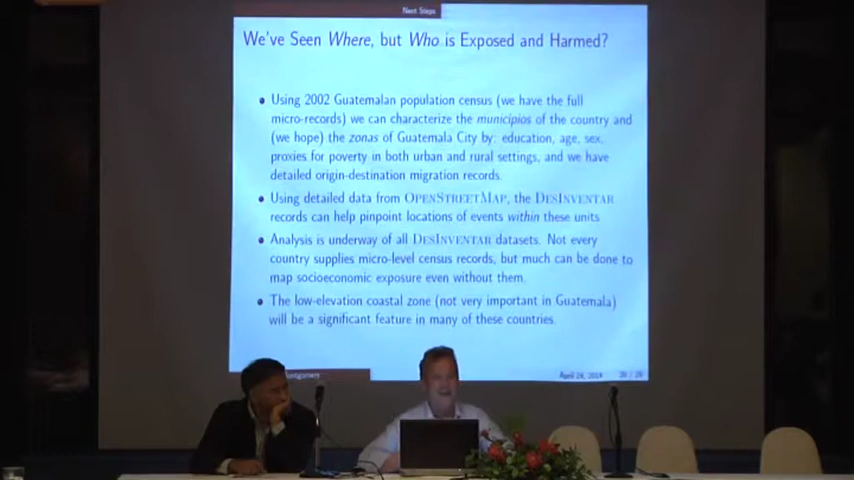 Next Steps
We've Seen Where, but Who is Exposed and Harmed?
• Using 2002 Guatemalan population census (we have the full
micro-records) we can characterize the municipios of the country and
(we hope) the zonas of Guatemala City by: education, age, sex,
proxies for poverty in both urban and rural settings, and we have
detailed origin-destination migration records.
• Using detailed data from OPENSTREETMAP, the DESINVENTAR
records can help pinpoint locations of events within these units
• Analysis is underway of all DESINVENTAR datasets. Not every
country supplies micro-level census records, but much can be done to
map socioeconomic exposure even without them.
• The low-elevation coastal zone (not very important in Guatemala)
will be a significant feature in many of these countries.
ontgomery
April 24, 2014